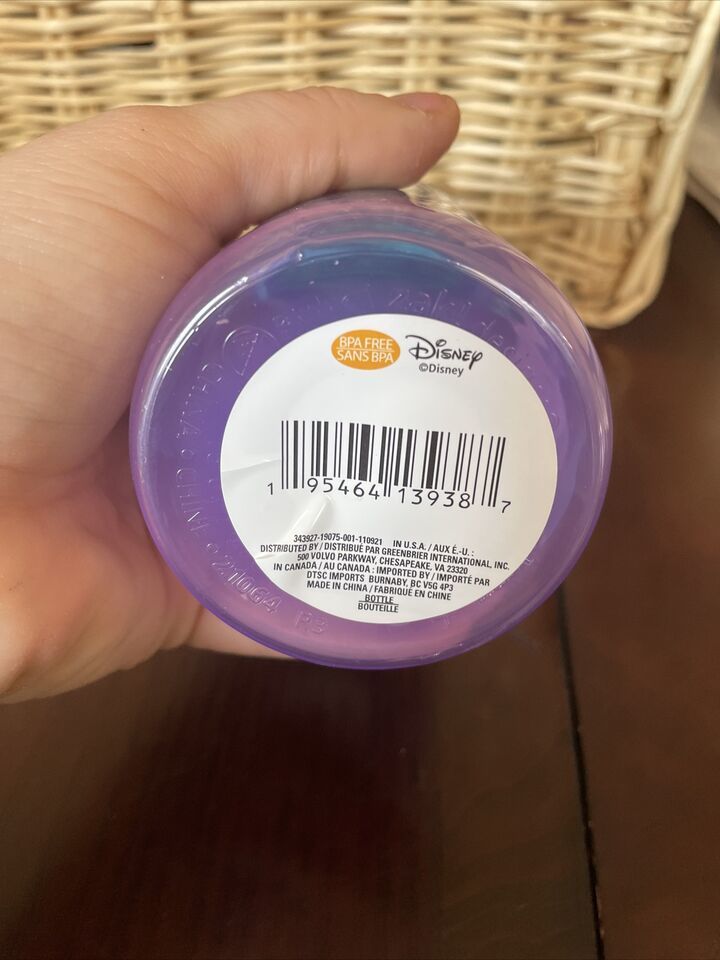 BPA FREE
SANS BPA
Disney
©Disney
1 95464 13938 7
343927-19075-001-110921 IN U.S.A. / AUX É.-U. :
DISTRIBUTED BY / DISTRIBUÉ PAR GREENBRIER INTERNATIONAL, INC.
500 VOLVO PARKWAY, CHESAPEAKE, VA 23320
IN CANADA / AU CANADA : IMPORTED BY / IMPORTÉ PAR
DTSC IMPORTS BURNABY, BC V5G 4P3
MADE IN CHINA / FABRIQUÉ EN CHINE
BOTTLE
BOUTEILLE
21064 R3